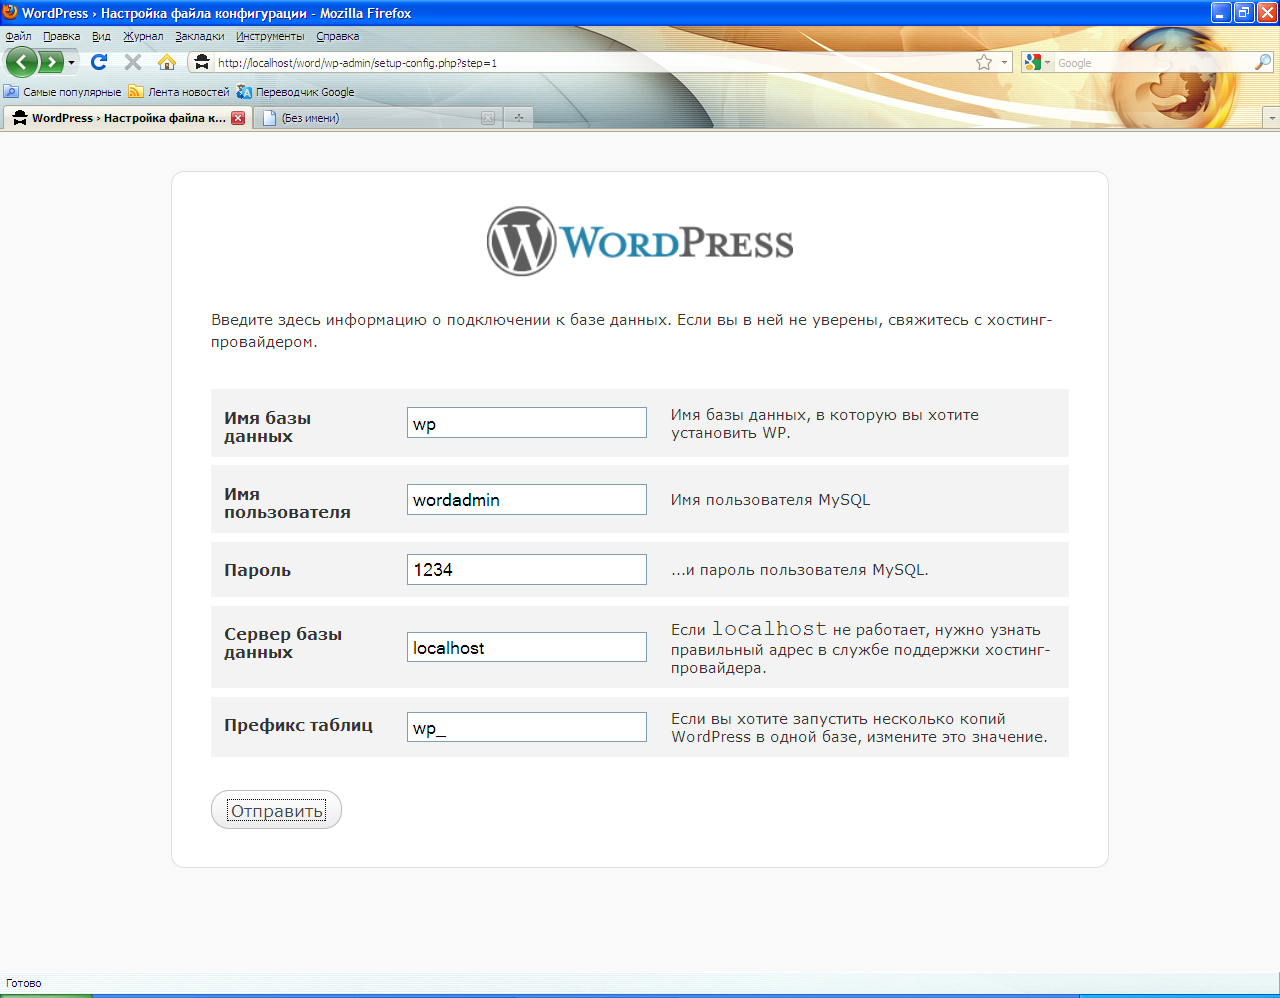 WordPress › Настройка файла конфигурации - Mozilla Firefox
Файл Правка Вид Журнал Закладки Инструменты Справка
http://localhost/word/wp-admin/setup-config.php?step=1
Google
Самые популярные Лента новостей Переводчик Google
WordPress › Настройка файла к... (Без имени)
WORDPRESS
Введите здесь информацию о подключении к базе данных. Если вы в ней не уверены, свяжитесь с хостинг-
провайдером.
Имя базы
данных
wp
Имя базы данных, в которую вы хотите
установить WP.
Имя
пользователя
wordadmin
Имя пользователя MySQL
Пароль
1234
...и пароль пользователя MySQL.
Сервер базы
данных
localhost
Если localhost не работает, нужно узнать
правильный адрес в службе поддержки хостинг-
провайдера.
Префикс таблиц
wp_
Если вы хотите запустить несколько копий
WordPress в одной базе, измените это значение.
Отправить
Готово